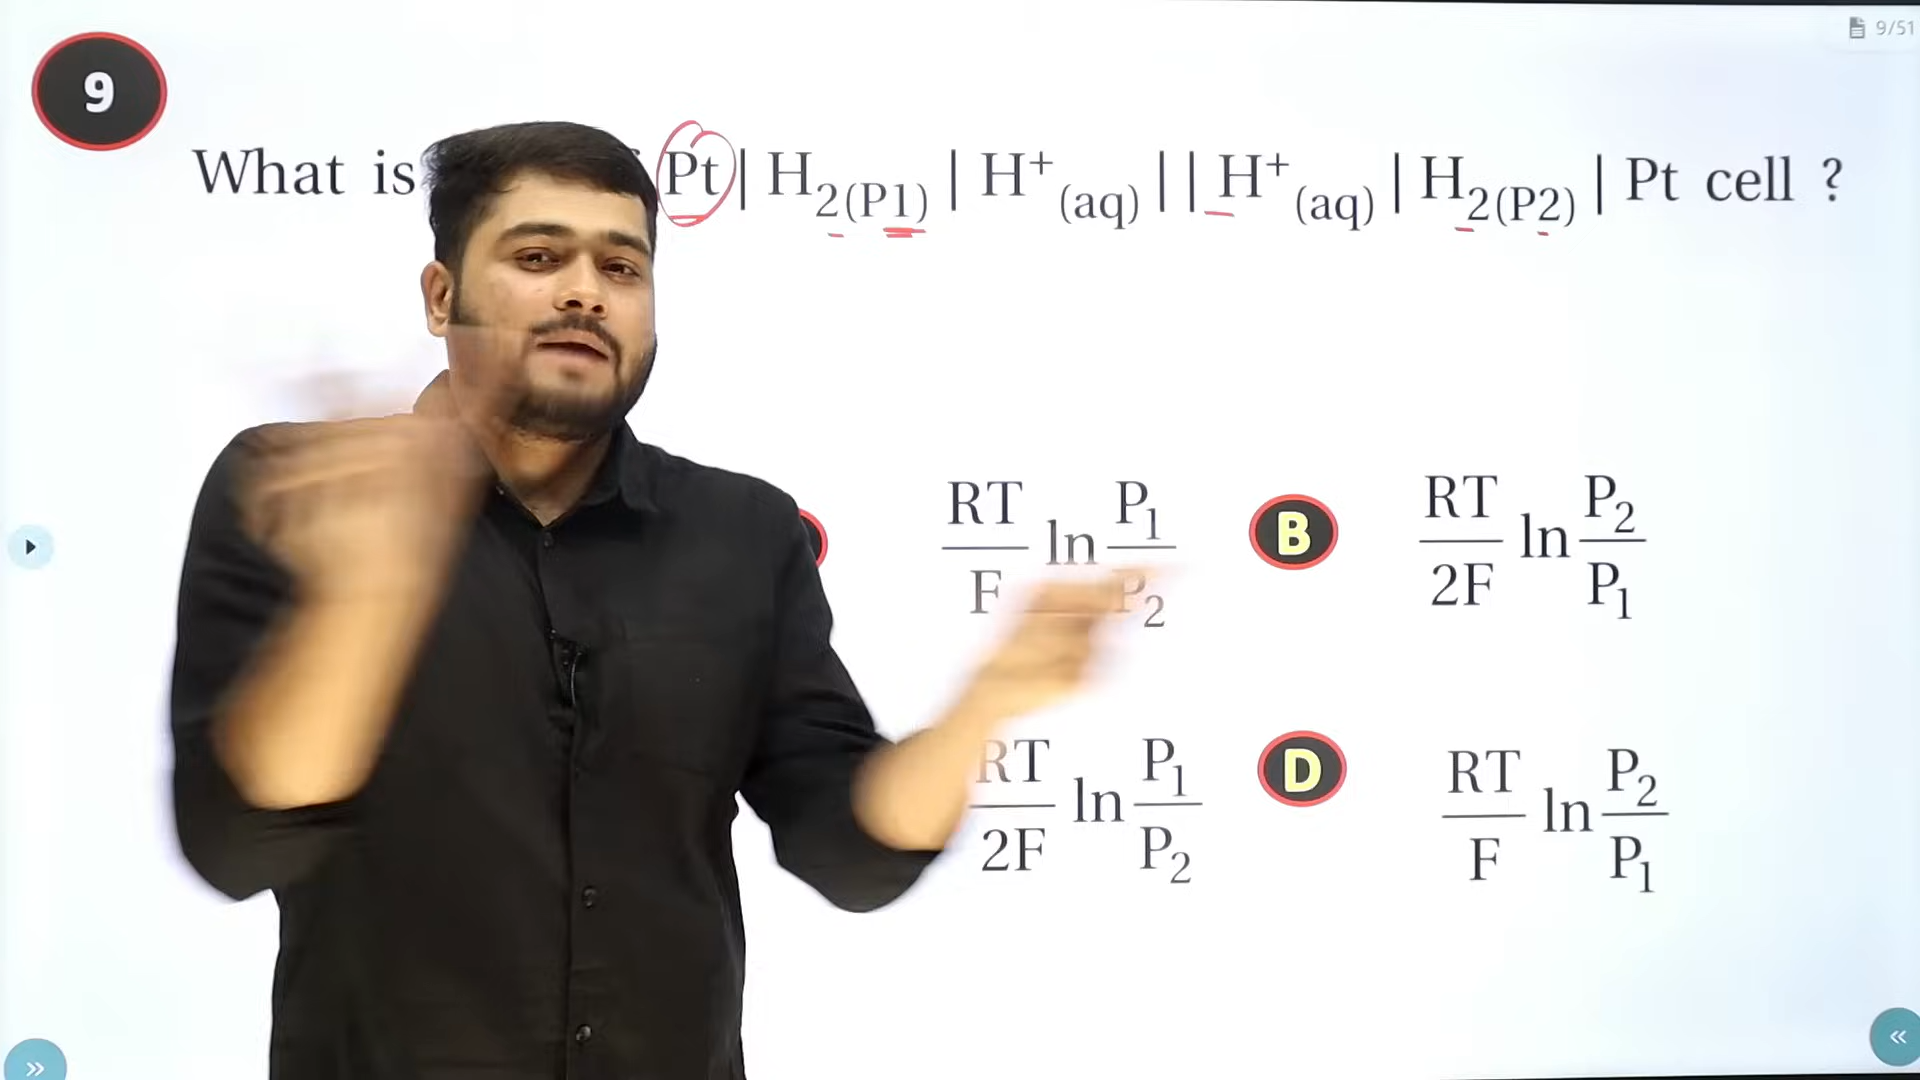 9/51
9
What is Pt | H2(P1) | H+(aq) || H+(aq) | H2(P2) | Pt cell ?
RT/F ln P1/P2
B RT/2F ln P2/P1
RT/2F ln P1/P2
D RT/F ln P2/P1